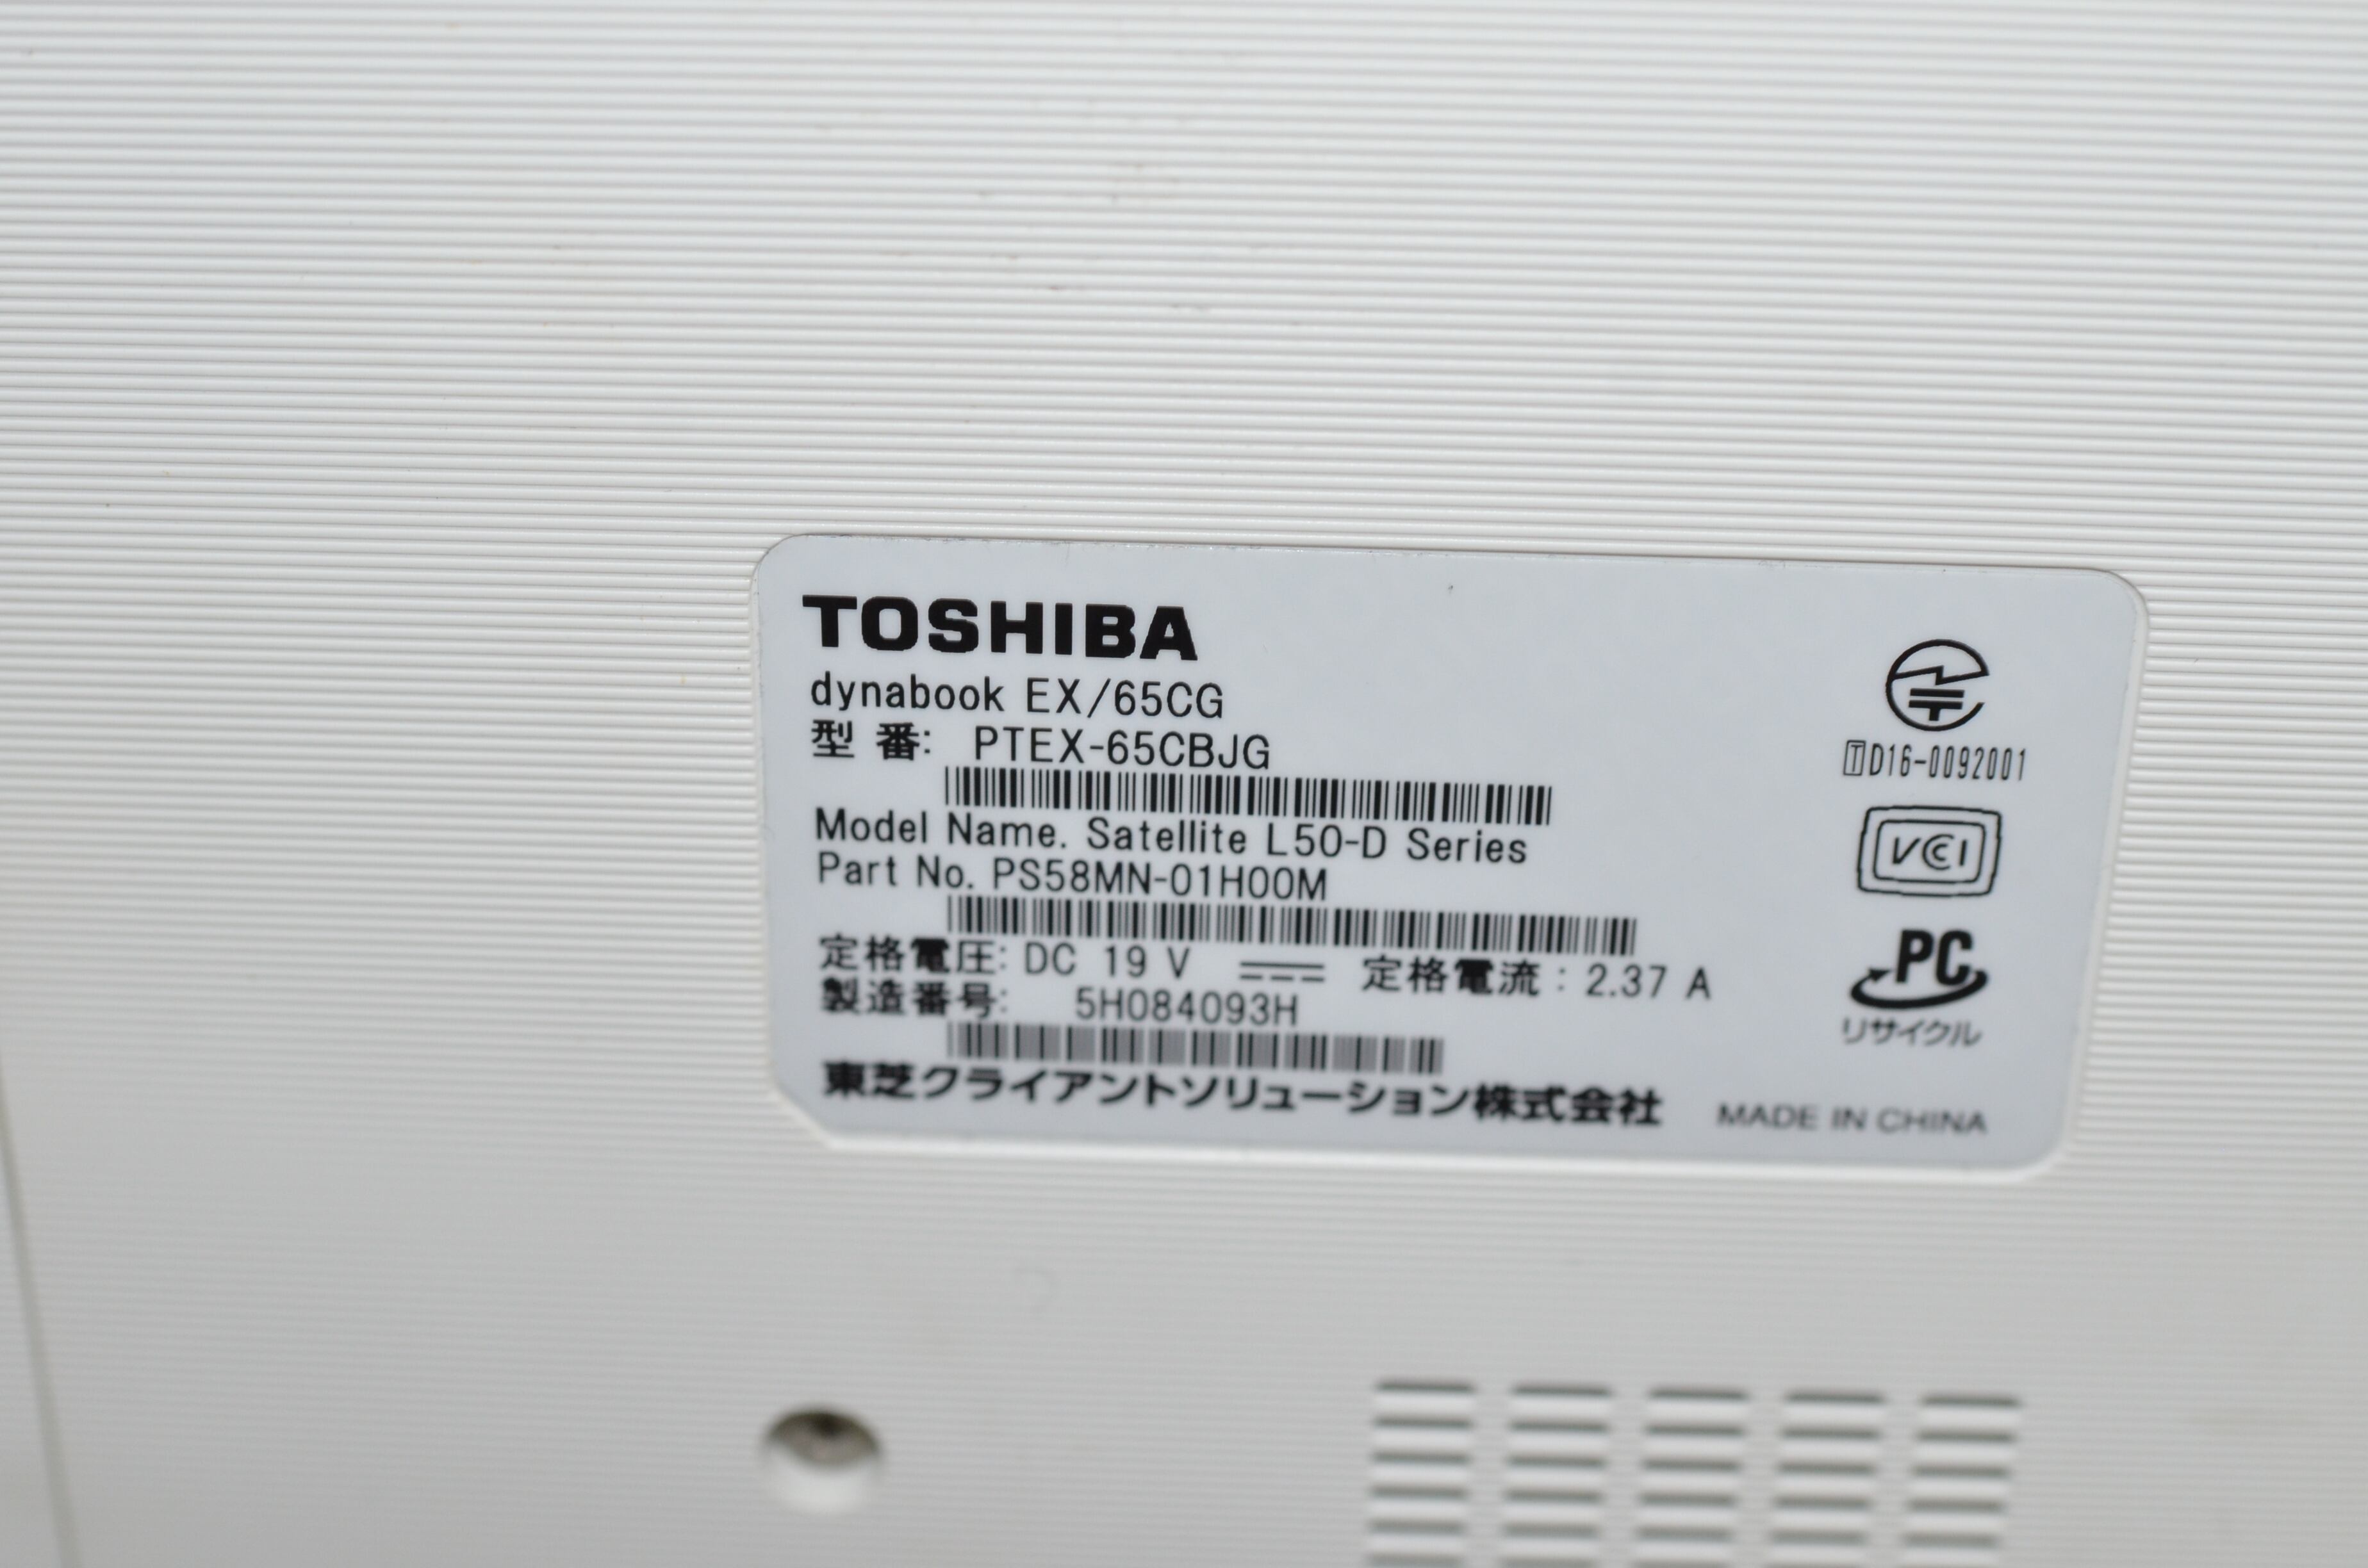 TOSHIBA
dynabook EX/65CG
型 番: PTEX-65CBJG
Model Name. Satellite L50-D Series
Part No. PS58MN-01H00M
定格電圧: DC 19 V 定格電流: 2.37 A
製造番号: 5H084093H
東芝クライアントソリューション株式会社
MADE IN CHINA
T D16-0092001
VCCI
PC
リサイクル